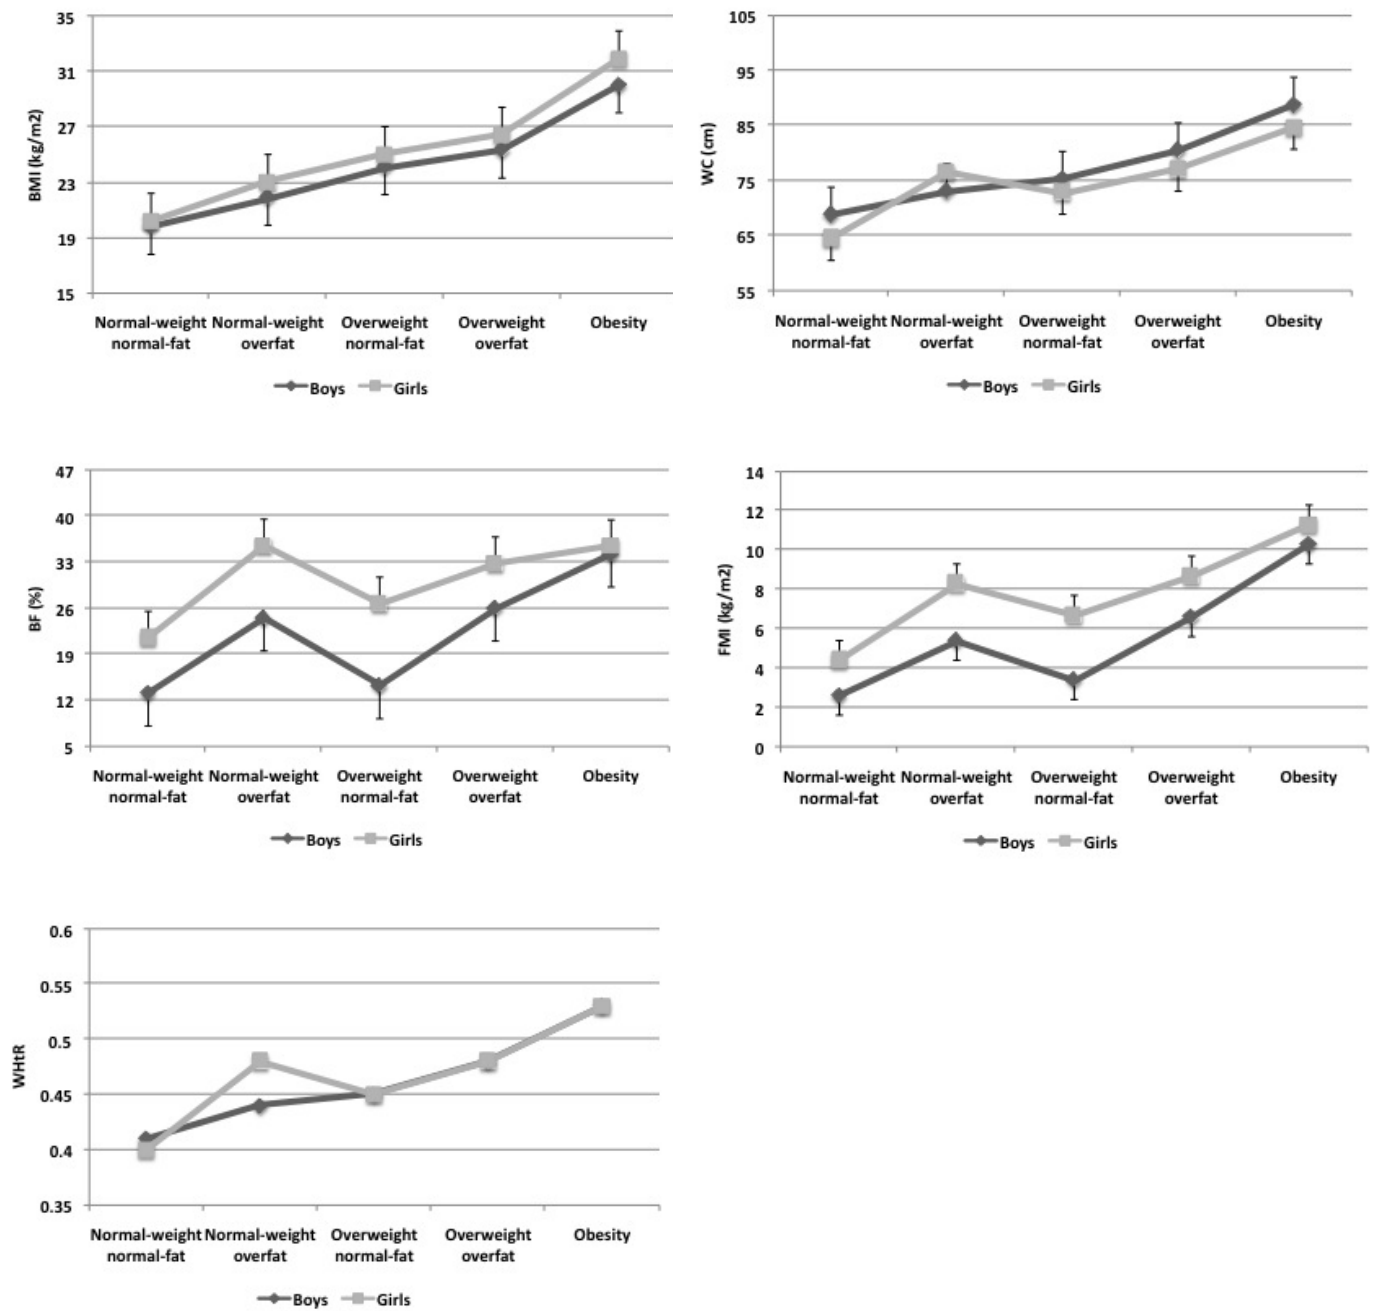 BMI (kg/m2)
35
31
27
23
19
15
Normal-weight Normal-weight Overweight Overweight Obesity
normal-fat overfat normal-fat overfat
Boys Girls
WC (cm)
105
95
85
75
65
55
Normal-weight Normal-weight Overweight Overweight Obesity
normal-fat overfat normal-fat overfat
Boys Girls
BF (%)
47
40
33
26
19
12
5
Normal-weight Normal-weight Overweight Overweight Obesity
normal-fat overfat normal-fat overfat
Boys Girls
FMI (kg/m2)
14
12
10
8
6
4
2
0
Normal-weight Normal-weight Overweight Overweight Obesity
normal-fat overfat normal-fat overfat
Boys Girls
WHtR
0.6
0.55
0.5
0.45
0.4
0.35
Normal-weight Normal-weight Overweight Overweight Obesity
normal-fat overfat normal-fat overfat
Boys Girls